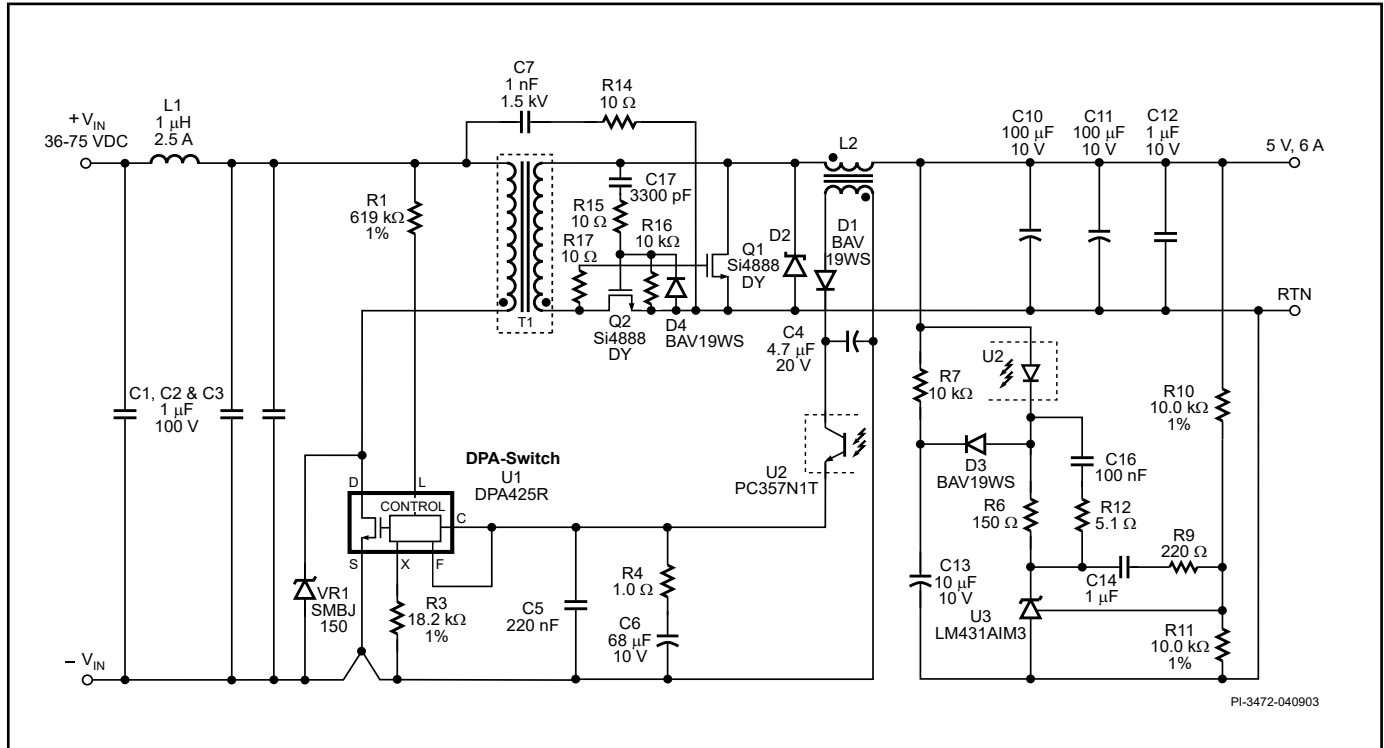 C7
1 nF
1.5 kV
R14
10 Ω
L1
1 μH
2.5 A
+ VIN
36-75 VDC
R1
619 kΩ
1%
T1
C17
3300 pF
R15
10 Ω
R16
10 kΩ
R17
10 Ω
Q1
Si4888
DY
Q2
Si4888
DY
D4
BAV19WS
D2
L2
D1
BAV
19WS
C4
4.7 μF
20 V
C10
100 μF
10 V
C11
100 μF
10 V
C12
1 μF
10 V
5 V, 6 A
RTN
C1, C2 & C3
1 μF
100 V
U2
R7
10 kΩ
R10
10.0 kΩ
1%
D3
BAV19WS
C16
100 nF
R6
150 Ω
R12
5.1 Ω
R9
220 Ω
C14
1 μF
C13
10 μF
10 V
U3
LM431AIM3
R11
10.0 kΩ
1%
U2
PC357N1T
DPA-Switch
U1
DPA425R
D
L
CONTROL
C
S
X
F
VR1
SMBJ
150
R3
18.2 kΩ
1%
C5
220 nF
R4
1.0 Ω
C6
68 μF
10 V
− VIN
PI-3472-040903